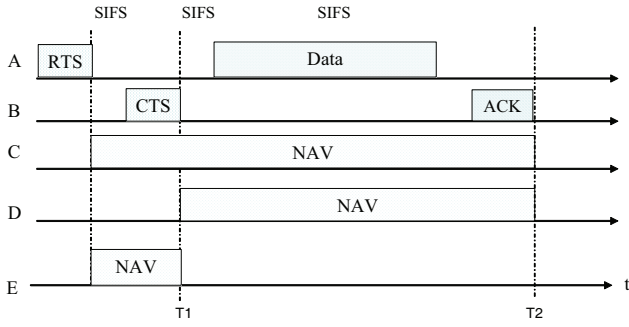 SIFS SIFS SIFS
A RTS Data
B CTS ACK
C NAV
D NAV
E NAV t
T1 T2